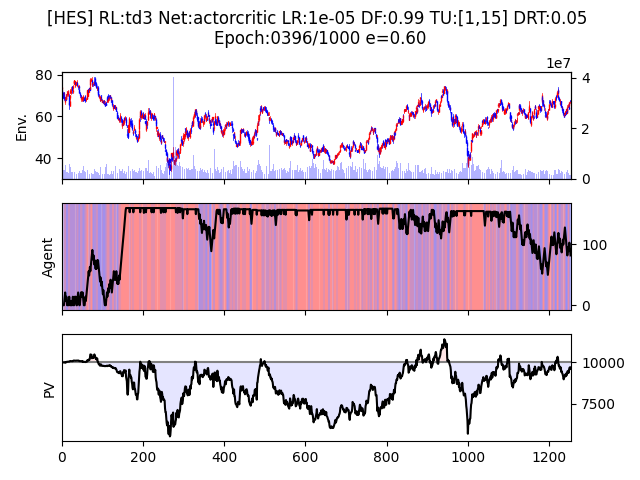 [HES] RL:td3 Net:actorcritic LR:1e-05 DF:0.99 TU:[1,15] DRT:0.05
Epoch:0396/1000 e=0.60
1e7
80
60
40
Env.
4
2
0
Agent
100
0
PV
10000
7500
0
200
400
600
800
1000
1200